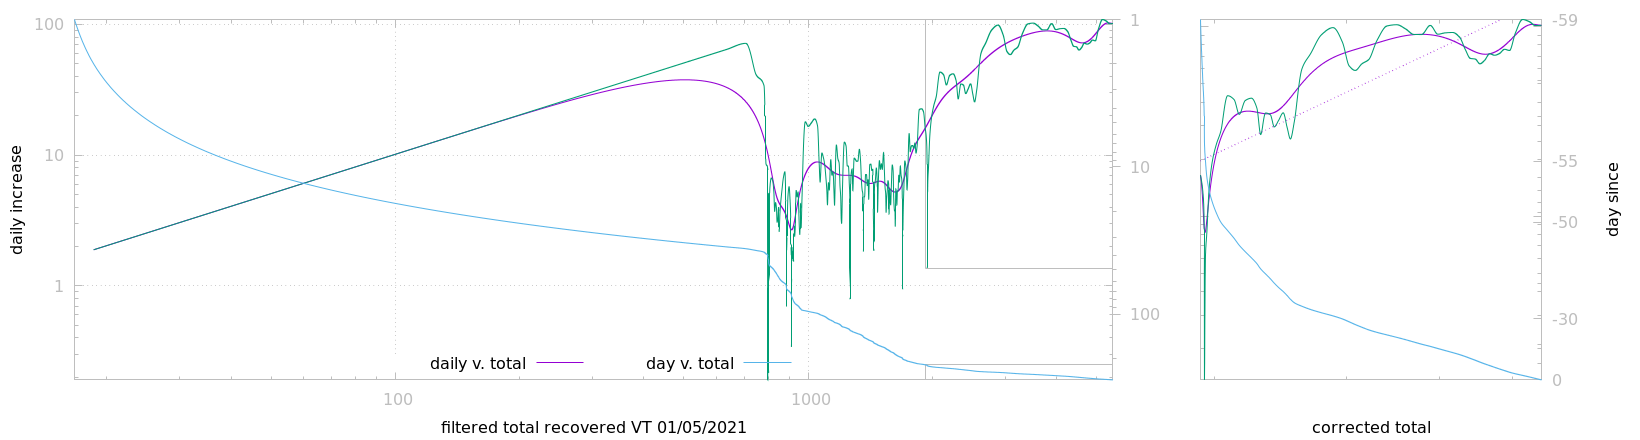 100
10
1
daily increase
daily v. total
day v. total
100
1000
filtered total recovered VT 01/05/2021
1
10
100
-59
-55
-50
-30
0
day since
corrected total